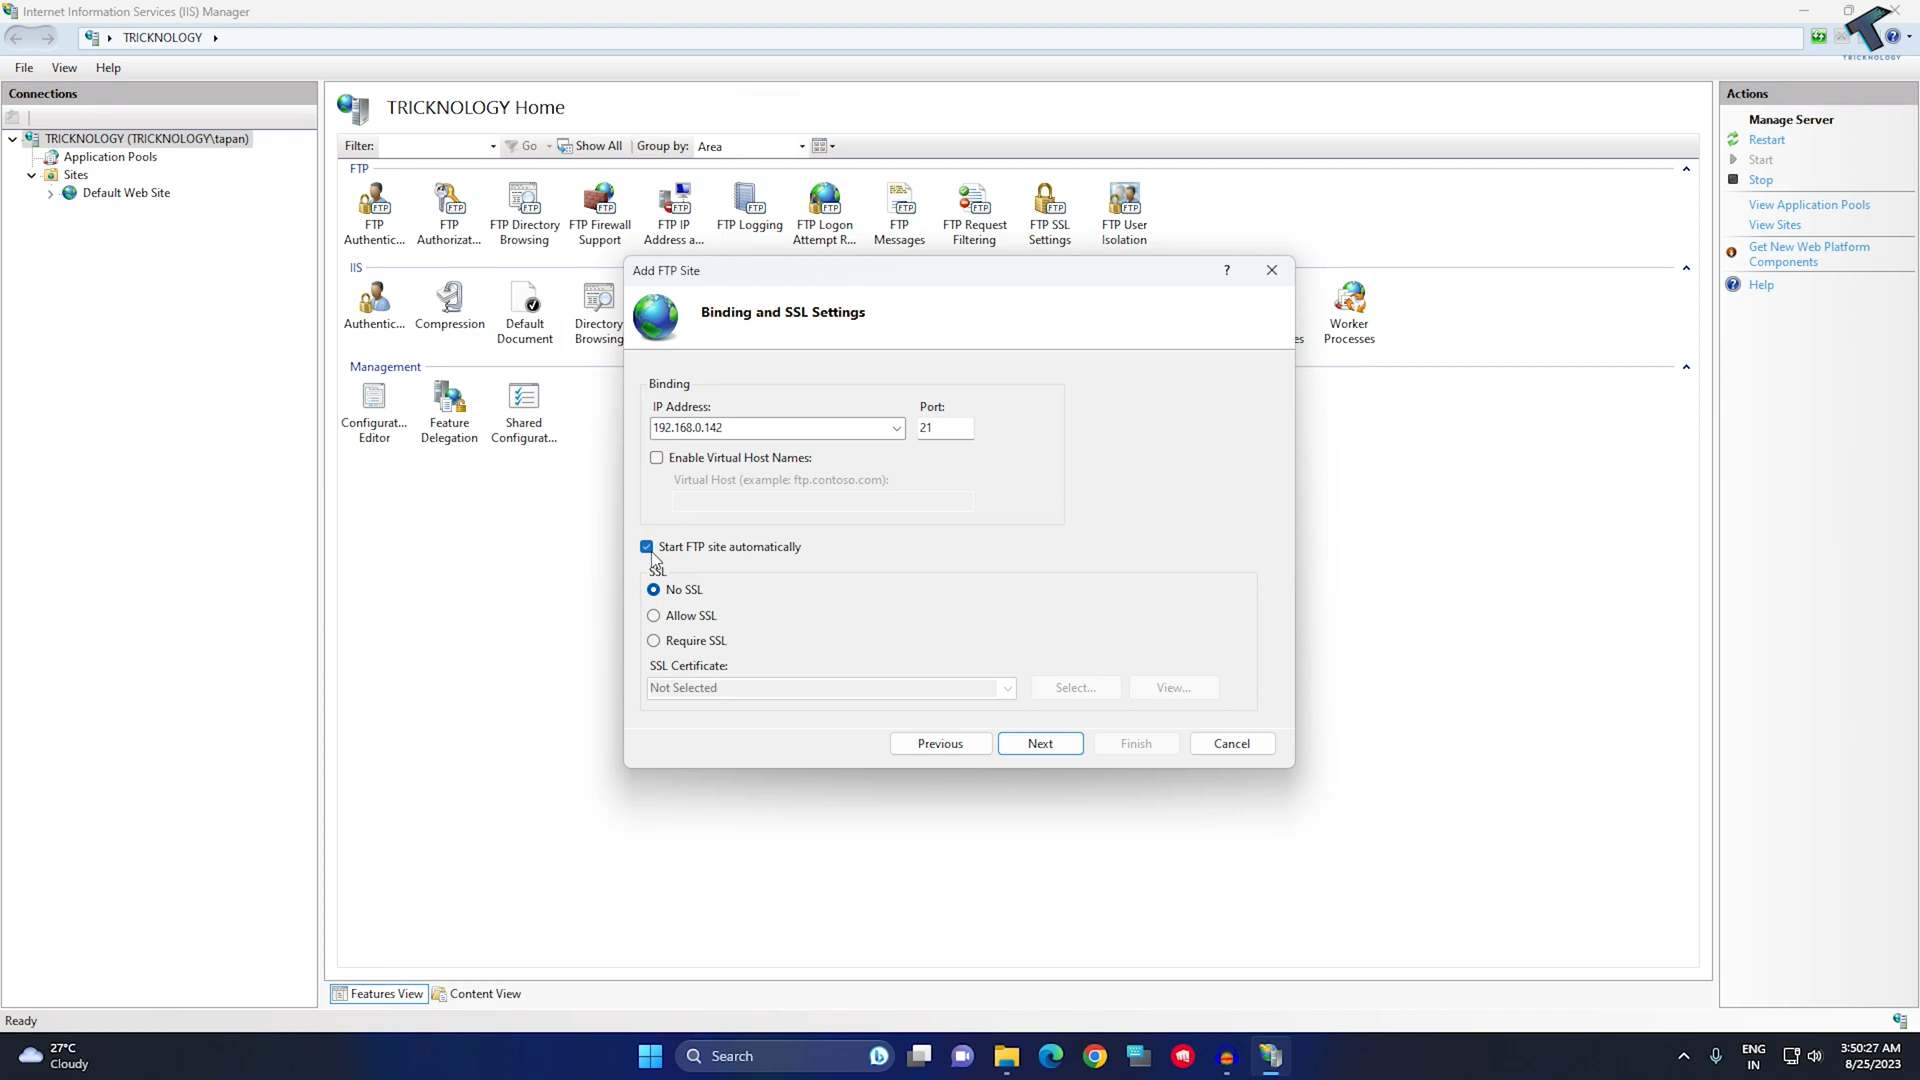 Internet Information Services (IIS) Manager
TRICKNOLOGY
TRICKNOLOGY
File View Help
Connections
TRICKNOLOGY (TRICKNOLOGY\tapan)
Application Pools
Sites
Default Web Site
TRICKNOLOGY Home
Filter: Go Show All Group by: Area
FTP
FTP Authentic...
FTP Authorizat...
FTP Directory Browsing
FTP Firewall Support
FTP IP Address a...
FTP Logging
FTP Logon Attempt R...
FTP Messages
FTP Request Filtering
FTP SSL Settings
FTP User Isolation
IIS
Authentic...
Compression
Default Document
Directory Browsing
es
Worker Processes
Management
Configurat... Editor
Feature Delegation
Shared Configurat...
Add FTP Site
?
Binding and SSL Settings
Binding
IP Address: Port:
192.168.0.142 21
Enable Virtual Host Names:
Virtual Host (example: ftp.contoso.com):
Start FTP site automatically
SSL
No SSL
Allow SSL
Require SSL
SSL Certificate:
Not Selected Select... View...
Previous Next Finish Cancel
Actions
Manage Server
Restart
Start
Stop
View Application Pools
View Sites
Get New Web Platform
Components
Help
Features View Content View
Ready
27°C
Cloudy
Search
ENG
IN
3:50:27 AM
8/25/2023